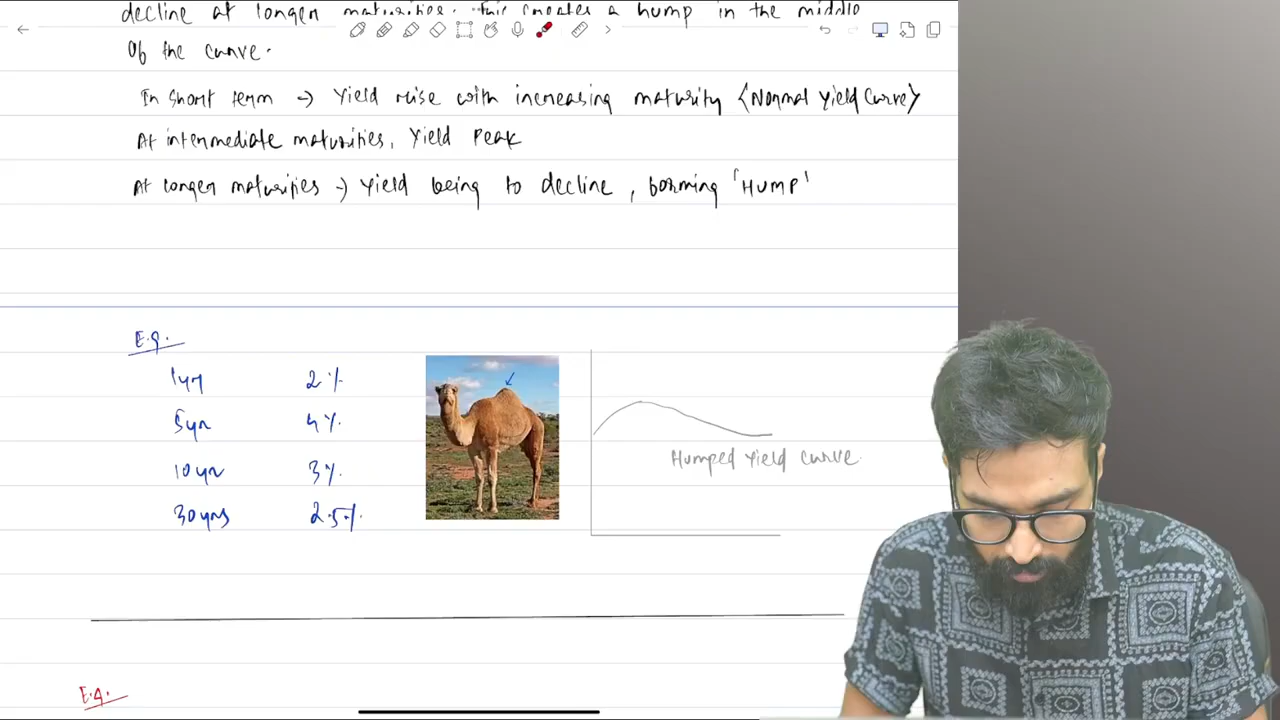 decline at longer maturities. This creates a hump in the middle
Of the curve.
In short term → Yield rise with increasing maturity <Normal Yield Curve>
At intermediate maturities, Yield Peak
At longer maturities → Yield being to decline, forming 'HUMP'
E.g.
1yr 2%
5yr 4%
10yr 3%
30yrs 2.5%
Humped Yield curve
E.g.